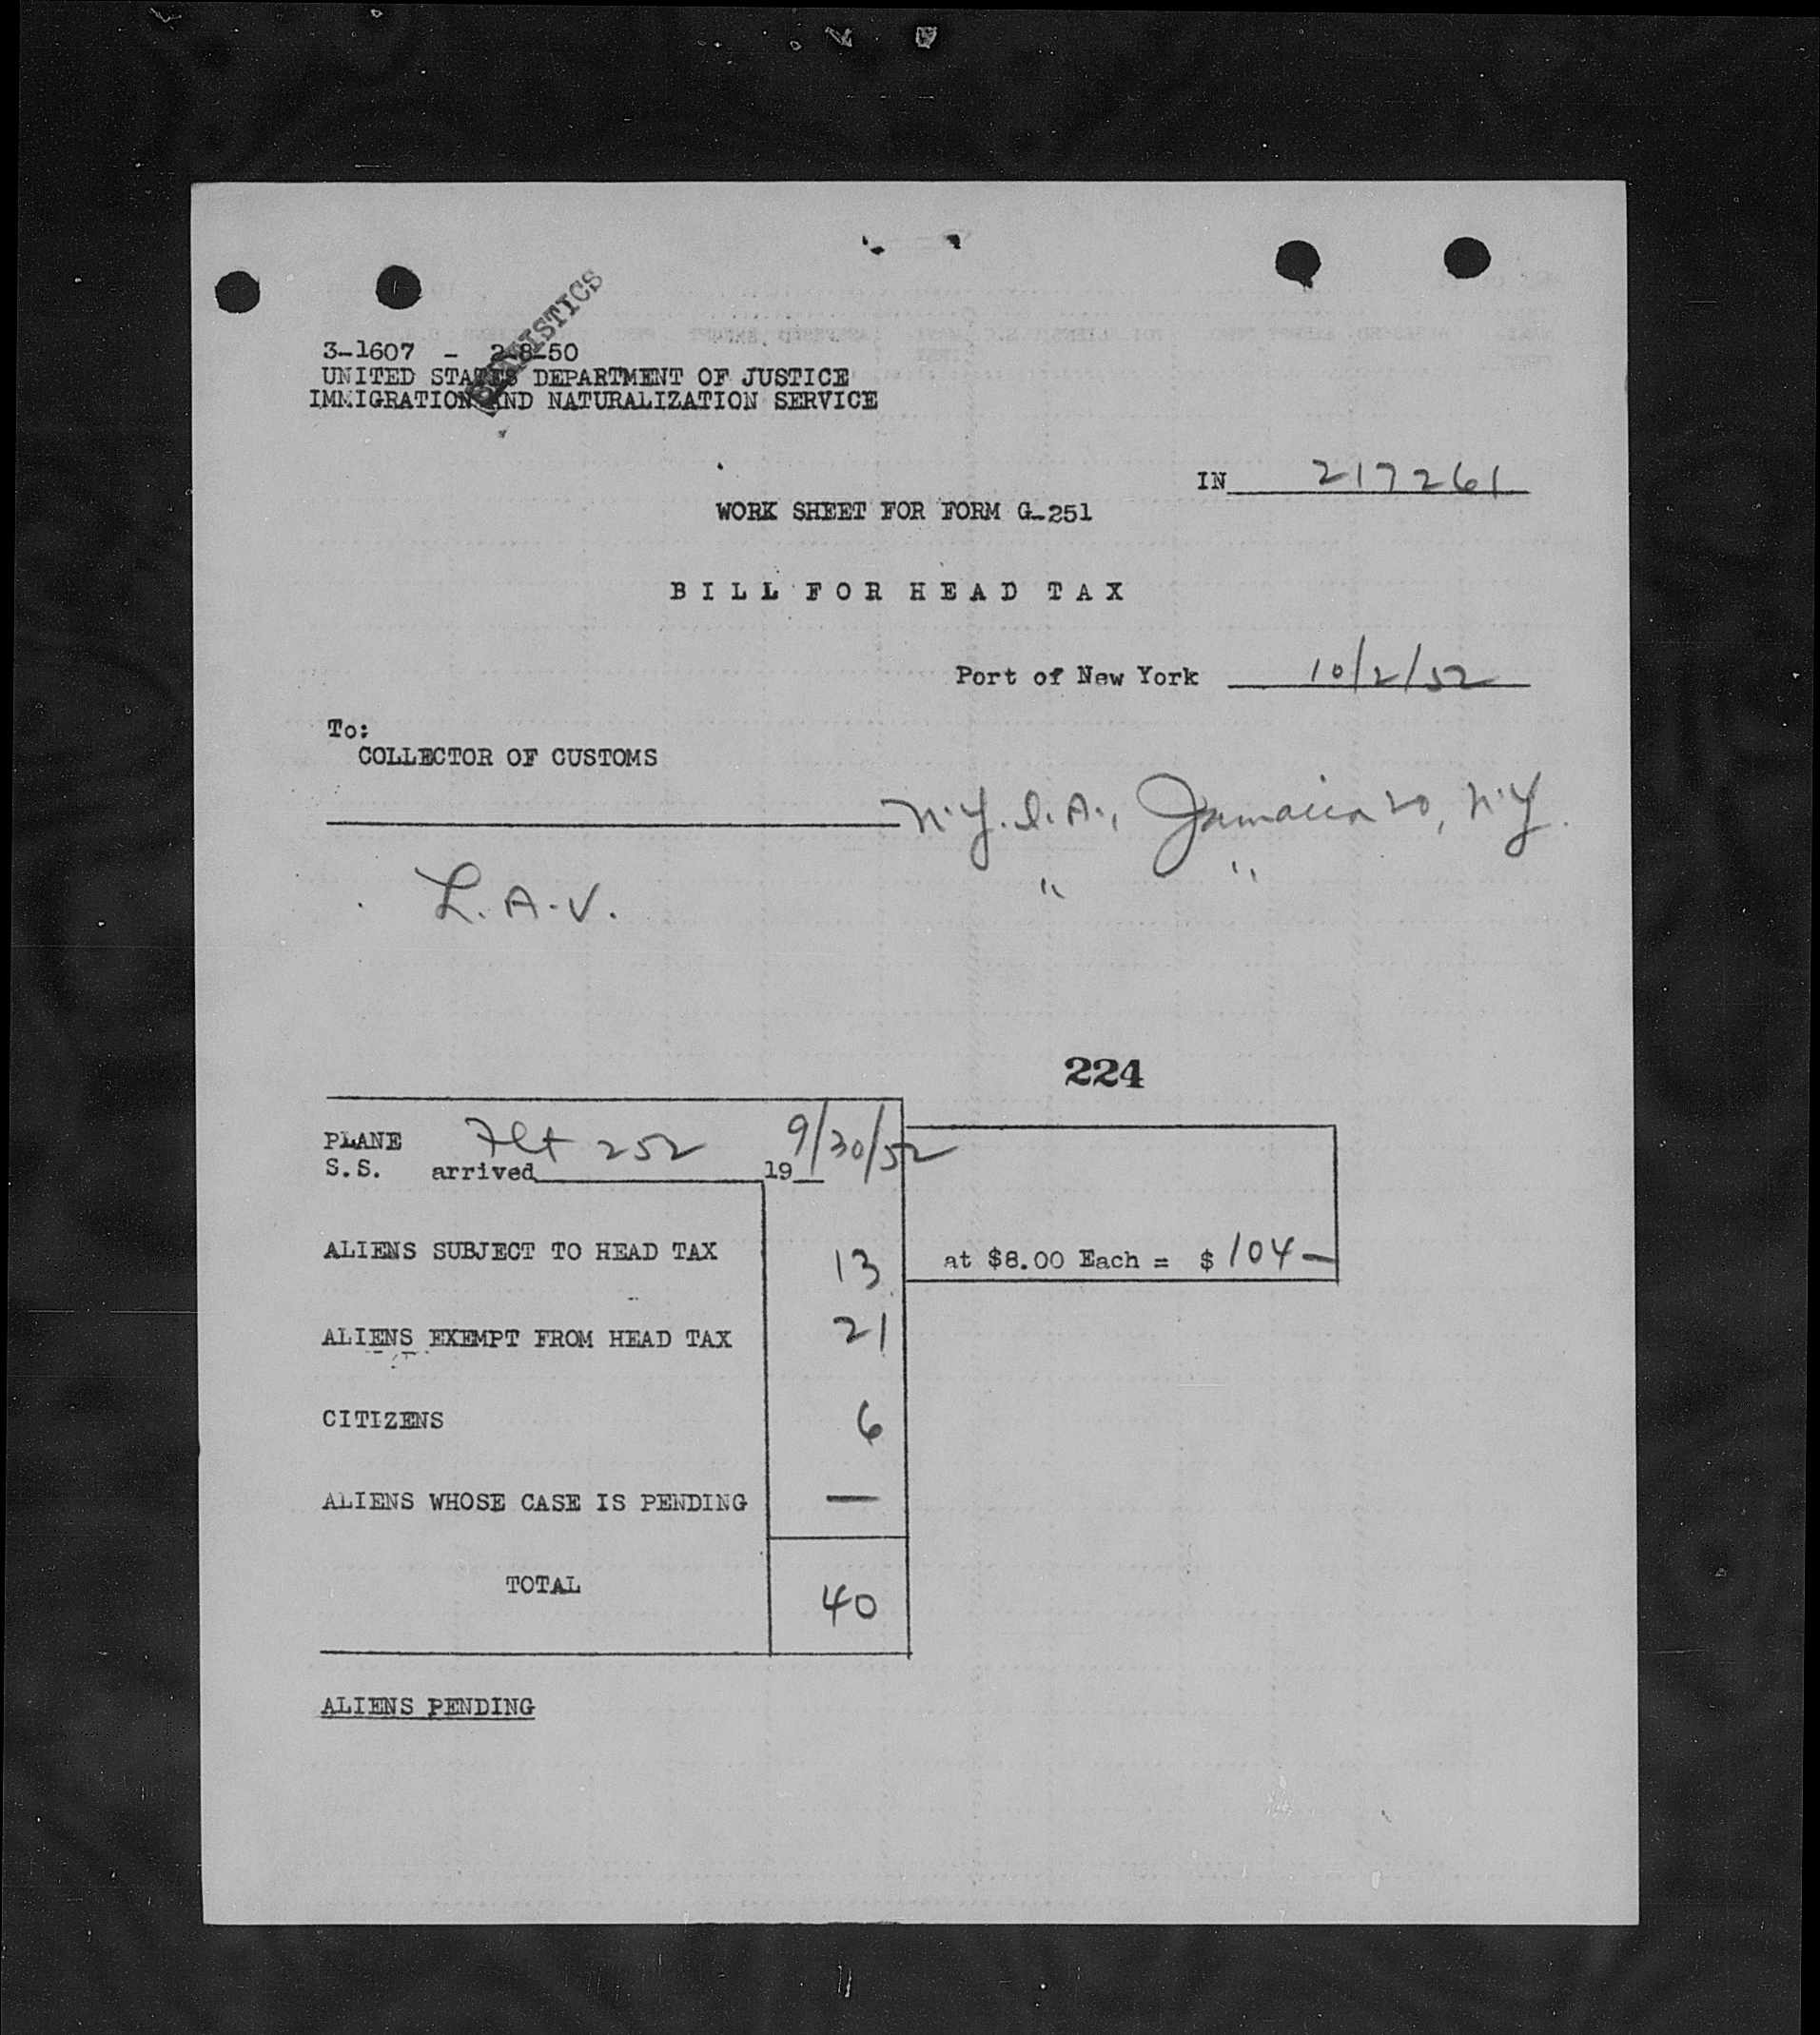 STATISTICS
3-1607 - 2-8-50
UNITED STATES DEPARTMENT OF JUSTICE
IMMIGRATION AND NATURALIZATION SERVICE
IN 217261
WORK SHEET FOR FORM G-251
BILL FOR HEAD TAX
Port of New York 10/2/52
To:
COLLECTOR OF CUSTOMS
N.Y.I.A., Jamaica 20, N.Y.
L.A.V. " "
224
PLANE Flt 252 9/30/52
S.S. arrived 19
ALIENS SUBJECT TO HEAD TAX 13 at $8.00 Each = $ 104 —
ALIENS EXEMPT FROM HEAD TAX 21
CITIZENS 6
ALIENS WHOSE CASE IS PENDING —
TOTAL 40
ALIENS PENDING